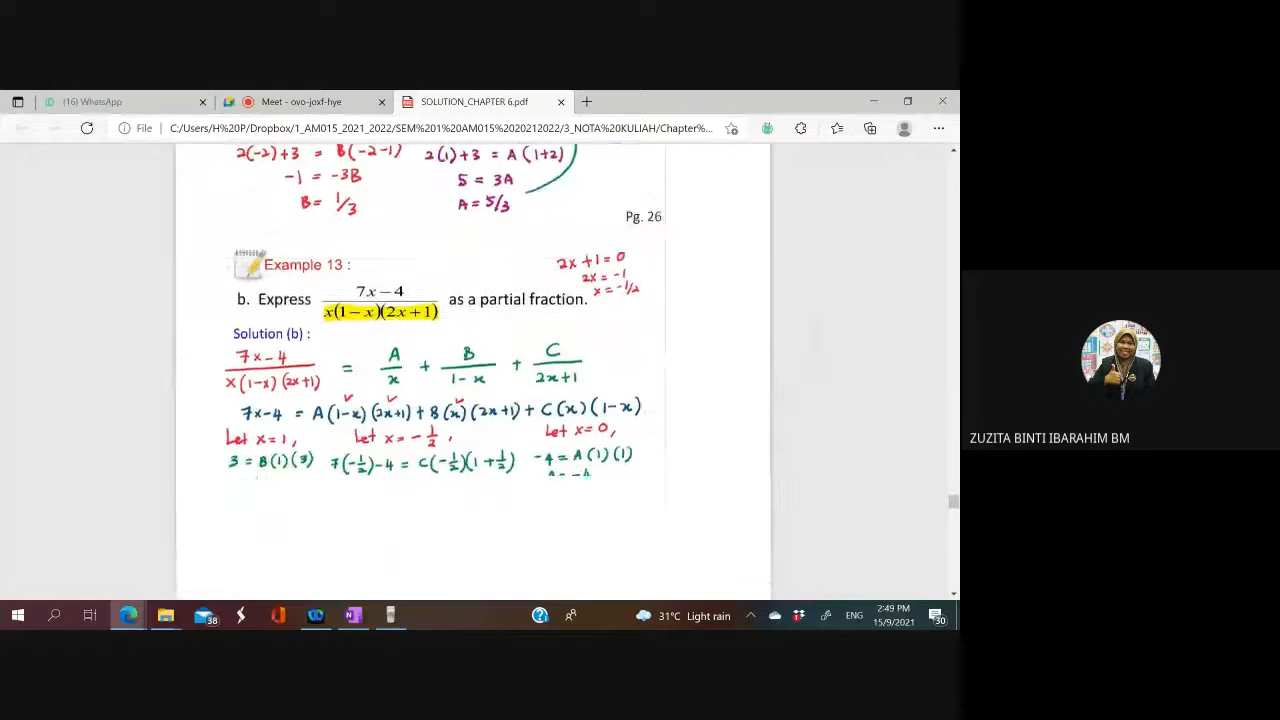 (16) WhatsApp
Meet - ovo-joxf-hye
SOLUTION_CHAPTER 6.pdf
File
C:/Users/H%20P/Dropbox/1_AM015_2021_2022/SEM%201%20AM015%2020212022/3_NOTA%20KULIAH/Chapter%...
2(-2)+3 = B(-2-1) 2(1)+3 = A(1+2)
-1 = -3B 5 = 3A
B = 1/3 A = 5/3
Pg. 26
Example 13 :
2x + 1 = 0
2x = -1
x = -1/2
b. Express 7x – 4 / x(1 – x)(2x + 1) as a partial fraction.
Solution (b) :
7x-4 / x(1-x)(2x+1) = A/x + B/1-x + C/2x+1
7x-4 = A(1-x)(2x+1) + B(x)(2x+1) + C(x)(1-x)
Let x=1, Let x = -1/2, Let x=0,
3 = B(1)(3) 7(-1/2)-4 = C(-1/2)(1+1/2) -4 = A(1)(1)
A = -4
ZUZITA BINTI IBARAHIM BM
38
31°C Light rain
ENG
2:49 PM
15/9/2021
30